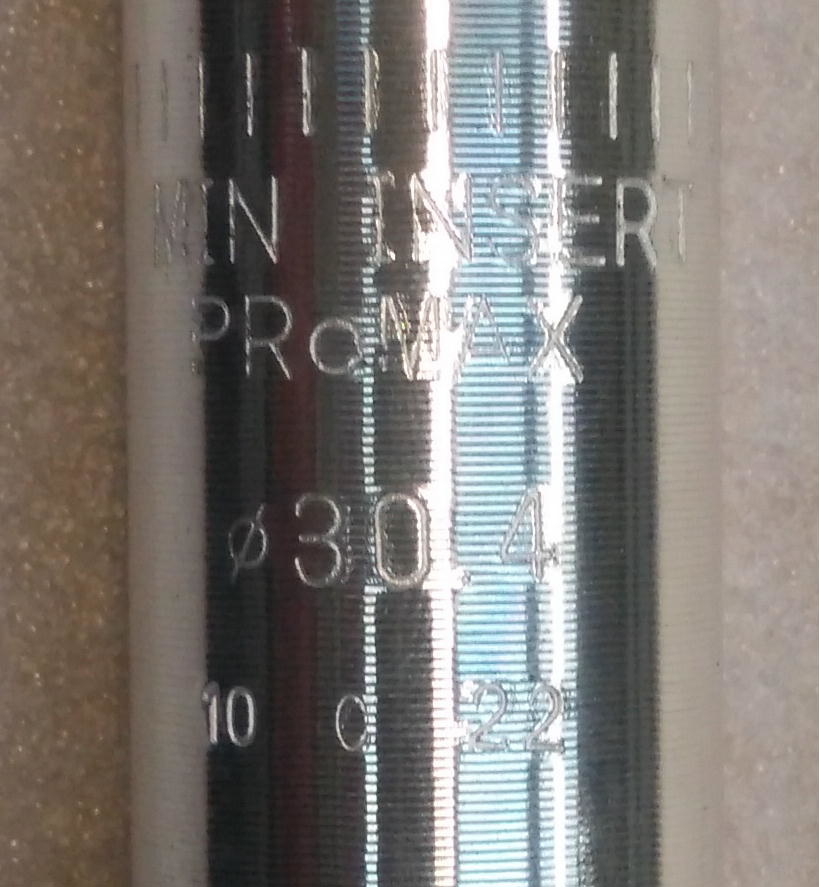 MIN INSERT
PRoMAX
ø30.4
10 0 22